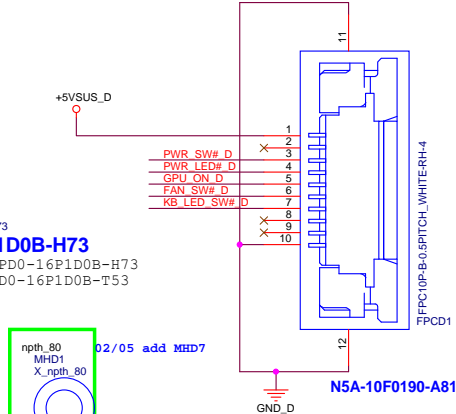 11
+5VSUS_D
1
2
PWR_SW#_D 3
PWR_LED#_D 4
GPU_ON_D 5
FAN_SW#_D 6
KB_LED_SW#_D 7
8
9
10
FPC10P-B-0.5PITCH_WHITE-RH-4
FPCD1
12
73
1D0B-H73
PD0-16P1D0B-H73
D0-16P1D0B-T53
npth_80 02/05 add MHD7
MHD1
X_npth_80
N5A-10F0190-A81
GND_D